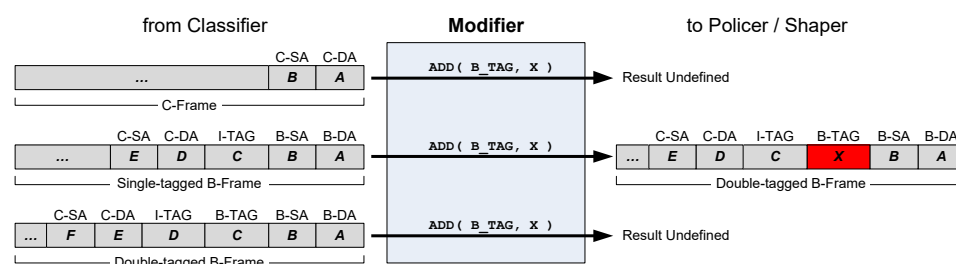 from Classifier Modifier to Policer / Shaper
C-SA C-DA
... B A ADD( B_TAG, X ) Result Undefined
C-Frame
C-SA C-DA I-TAG B-SA B-DA C-SA C-DA I-TAG B-TAG B-SA B-DA
... E D C B A ADD( B_TAG, X ) ... E D C X B A
Single-tagged B-Frame Double-tagged B-Frame
C-SA C-DA I-TAG B-TAG B-SA B-DA
... F E D C B A ADD( B_TAG, X ) Result Undefined
Double-tagged B-Frame